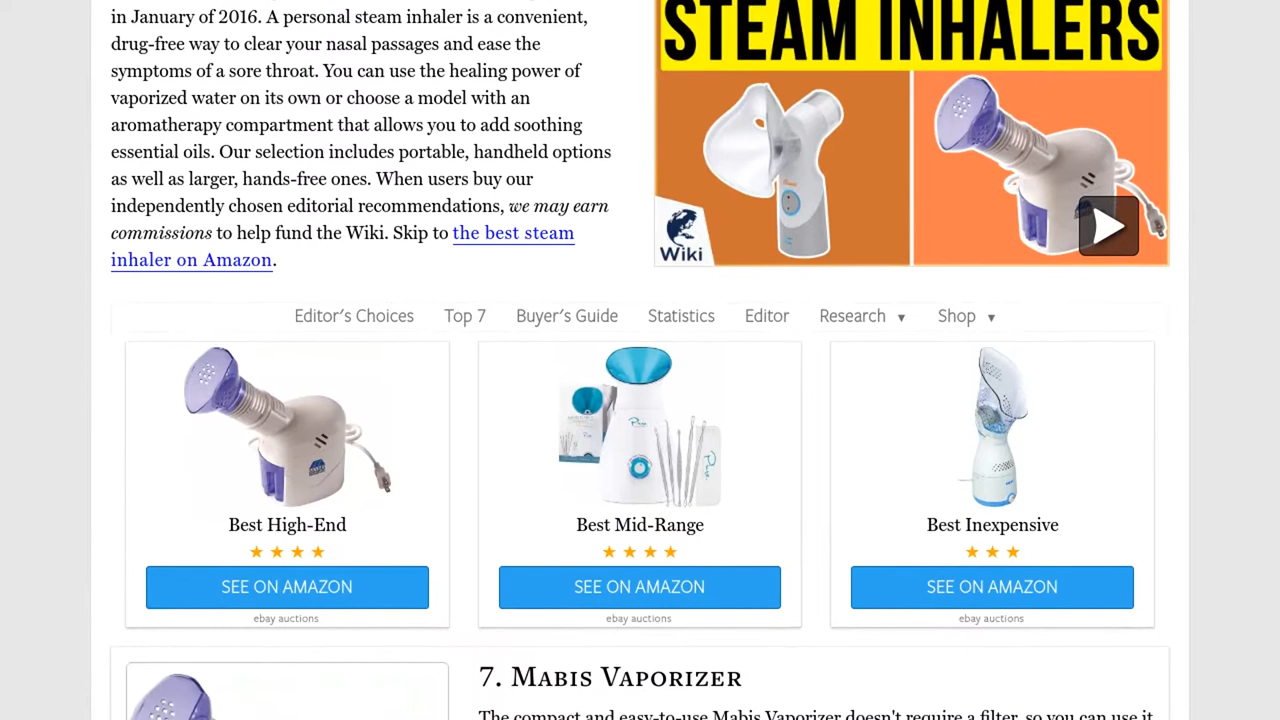 in January of 2016. A personal steam inhaler is a convenient,
drug-free way to clear your nasal passages and ease the
symptoms of a sore throat. You can use the healing power of
vaporized water on its own or choose a model with an
aromatherapy compartment that allows you to add soothing
essential oils. Our selection includes portable, handheld options
as well as larger, hands-free ones. When users buy our
independently chosen editorial recommendations, we may earn
commissions to help fund the Wiki. Skip to the best steam
inhaler on Amazon.
STEAM INHALERS
Wiki
Editor's Choices Top 7 Buyer's Guide Statistics Editor Research ▼ Shop ▼
Best High-End
SEE ON AMAZON
ebay auctions
Pure
Best Mid-Range
SEE ON AMAZON
ebay auctions
Best Inexpensive
SEE ON AMAZON
ebay auctions
7. Mabis Vaporizer
The compact and easy-to-use Mabis Vaporizer doesn't require a filter, so you can use it